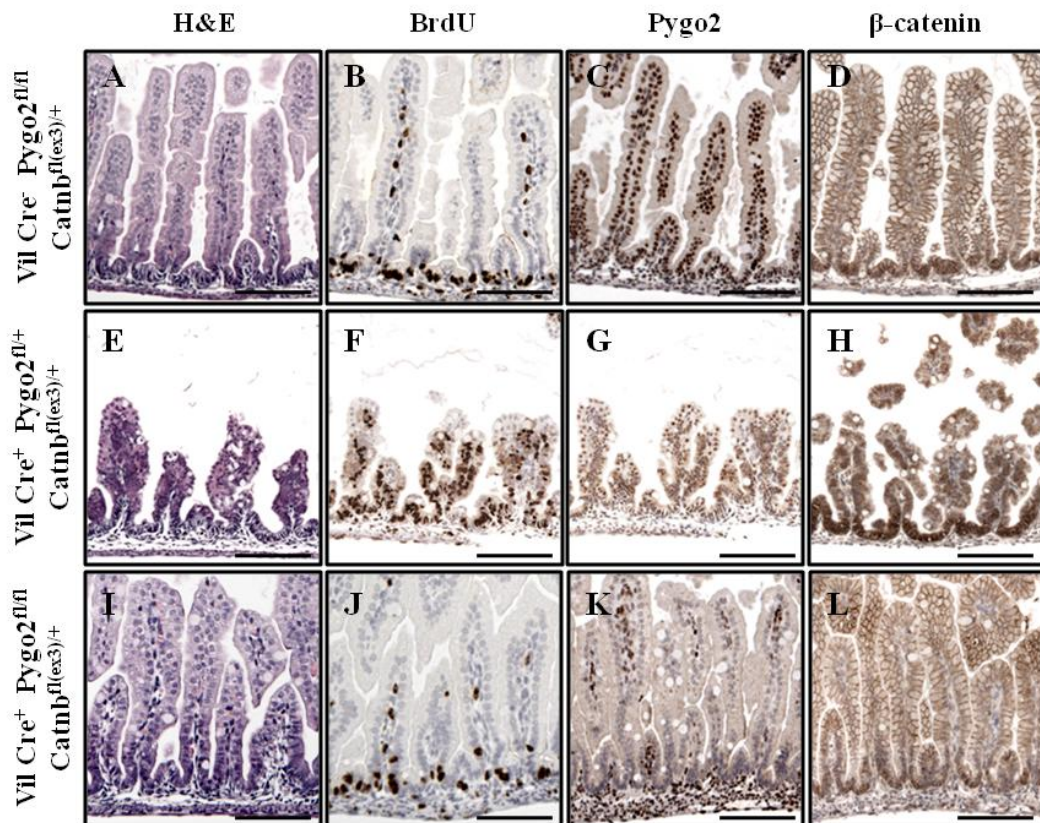 H&E BrdU Pygo2 β-catenin
Vil Cre⁻ Pygo2ᶠˡ/ᶠˡ
Catnbᶠˡ⁽ᵉˣ³⁾/⁺
A B C D
Vil Cre⁺ Pygo2ᶠˡ/⁺
Catnbᶠˡ⁽ᵉˣ³⁾/⁺
E F G H
Vil Cre⁺ Pygo2ᶠˡ/ᶠˡ
Catnbᶠˡ⁽ᵉˣ³⁾/⁺
I J K L